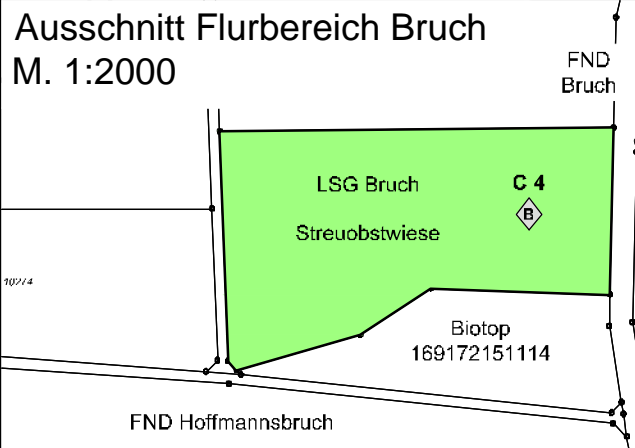 Ausschnitt Flurbereich Bruch
M. 1:2000
FND
Bruch
LSG Bruch
C 4
B
Streuobstwiese
10274
Biotop
169172151114
FND Hoffmannsbruch